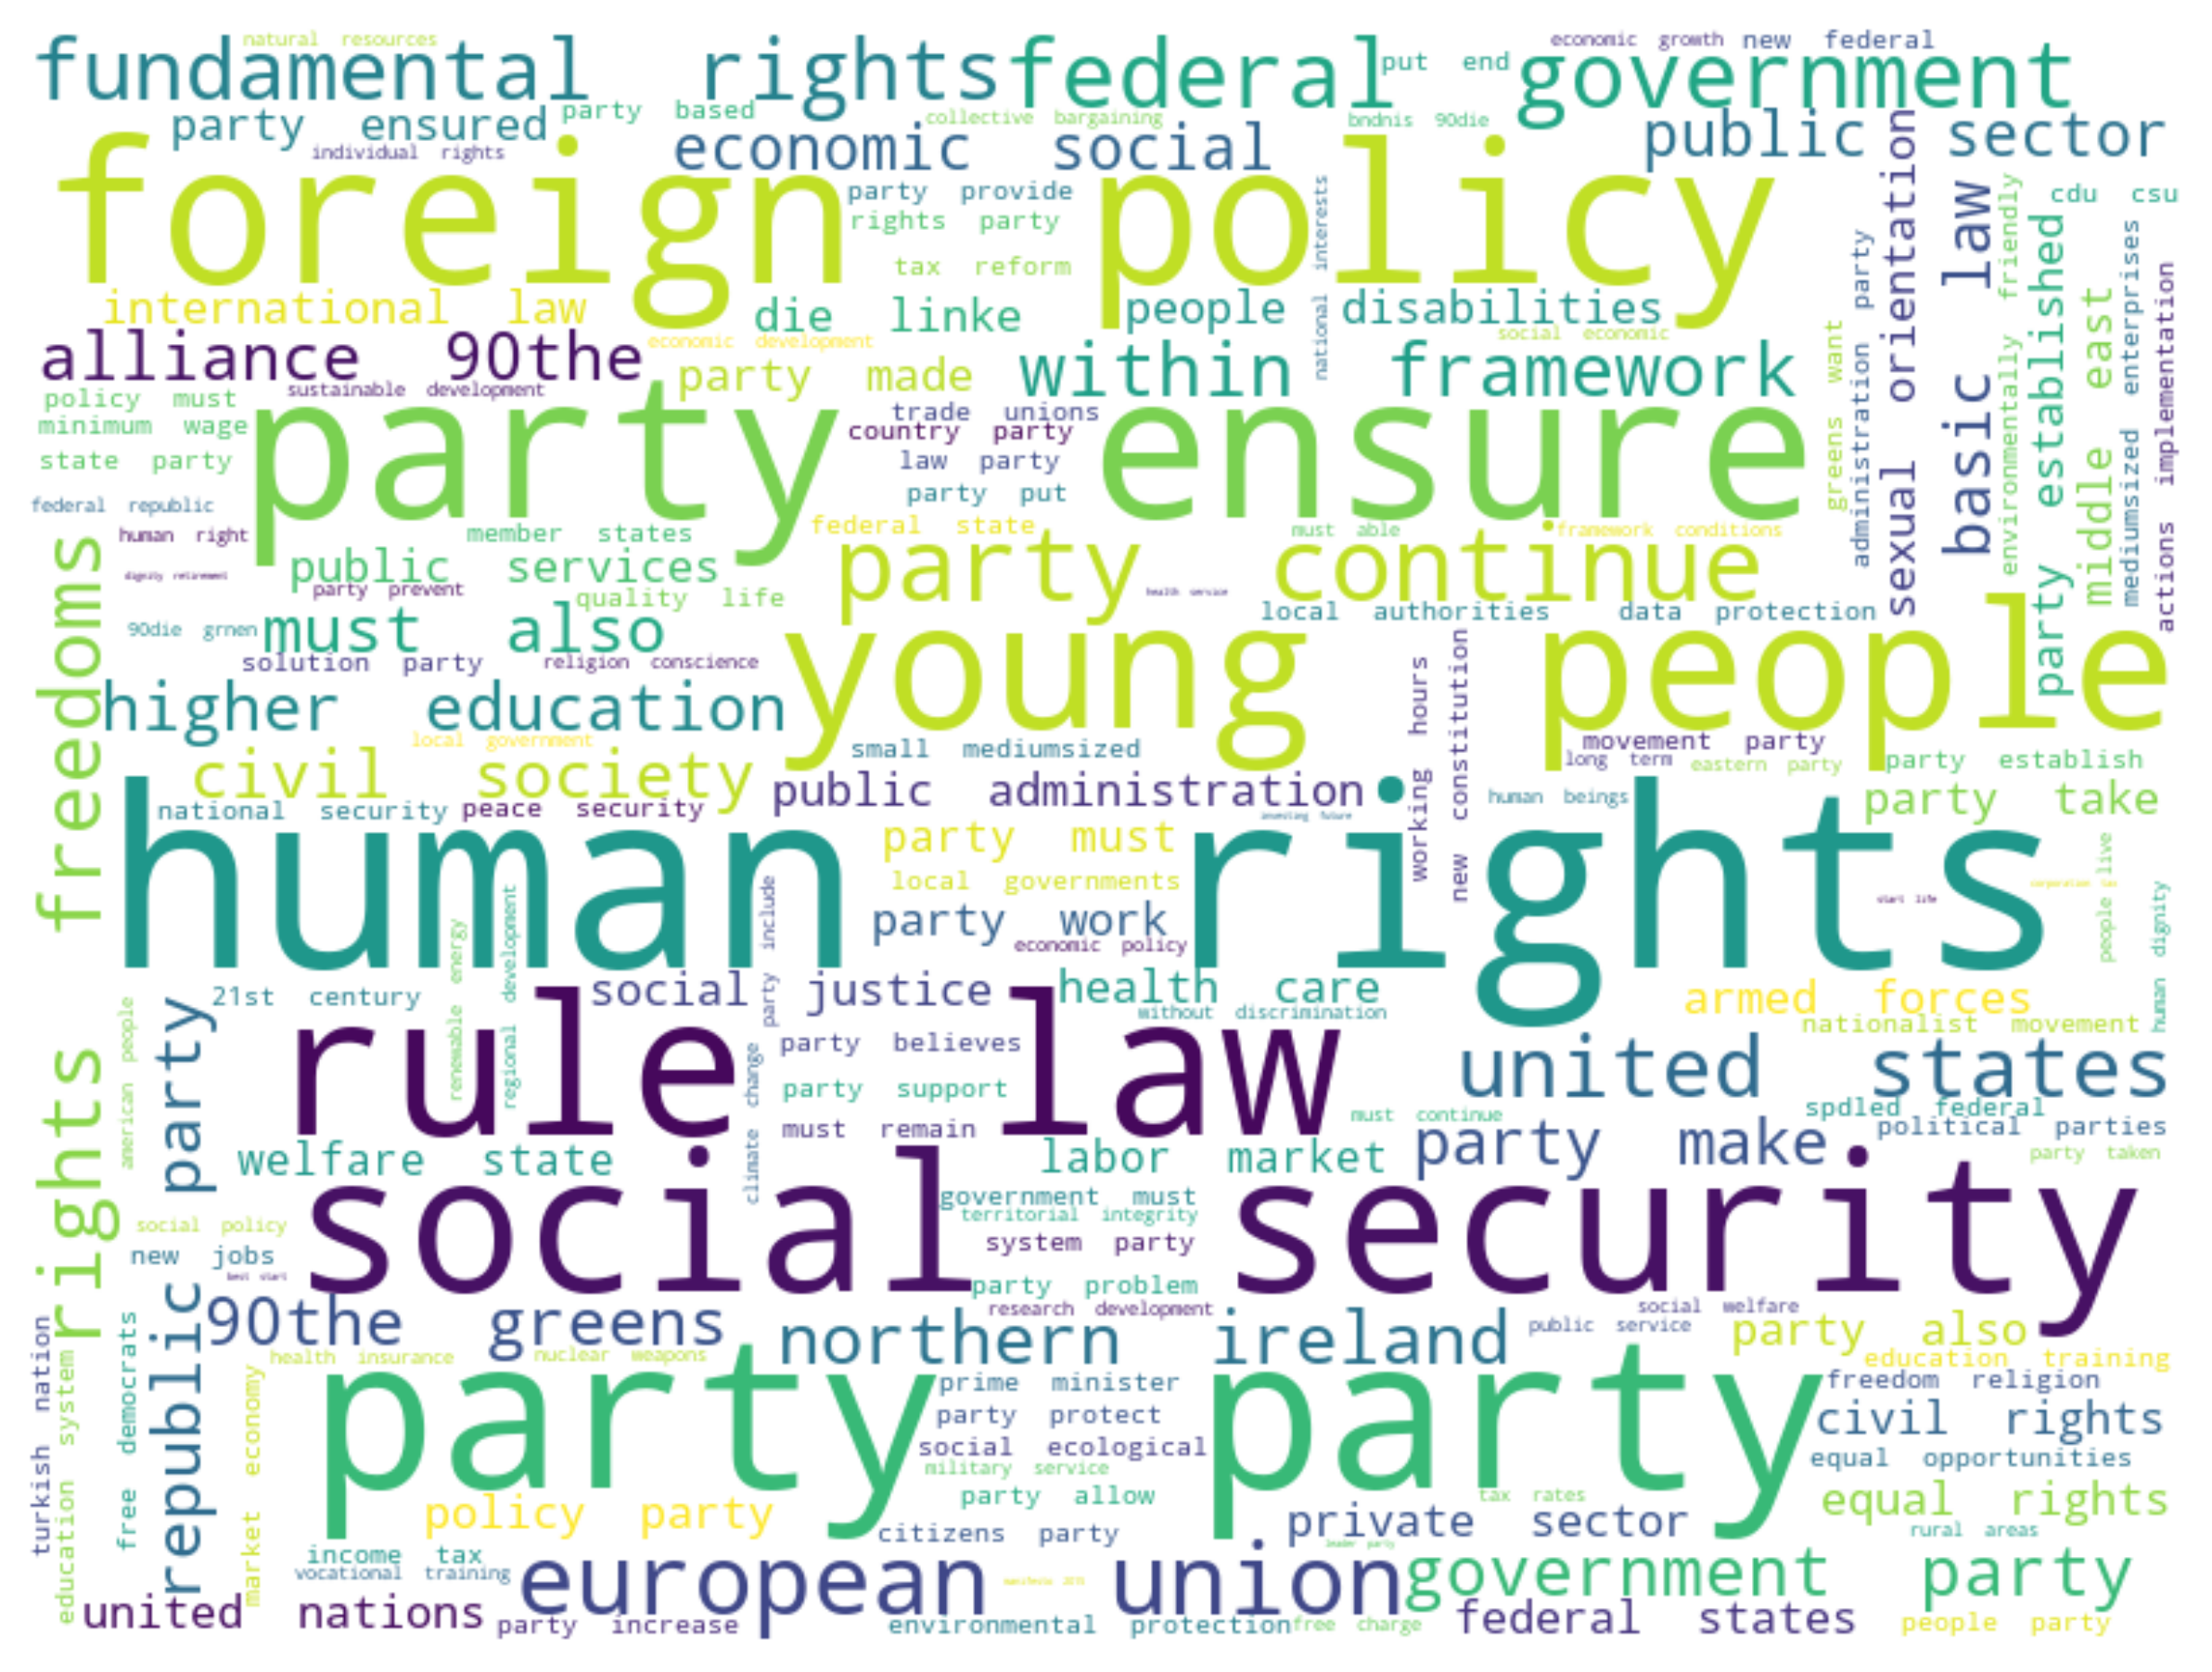 natural resources
economic growth
new federal
fundamental rights
federal government
put end
party ensured
party based
collective bargaining
bndnis 90die
public sector
individual rights
economic social
foreign policy
party provide
rights party
tax reform
national interests
sexual orientation
basic law
environmentally friendly
cdu csu
party established
middle east
mediumsized enterprises
actions implementation
administration party
greens want
international law
die linke
people disabilities
social economic
alliance 90the
economic development
party made
within framework
sustainable development
policy must
minimum wage
state party
party ensure
trade unions
country party
law party
party put
federal republic
human right
member states
federal state
must able
framework conditions
party continue
public services
dignity retirement
party prevent
quality life
health service
local authorities
data protection
90die grnen
must also
young people
solution party
religion conscience
rights freedoms
higher education
working hours
new constitution
local government
small mediumsized
movement party
long term
eastern party
party establish
civil society
public administration
human beings
party take
national security
peace security
investing future
human rights
party must
local governments
people live
corporation tax
start life
human dignity
party work
economic policy
party include
renewable energy
regional development
american people
republic party
21st century
social justice
health care
without discrimination
armed forces
nationalist movement
rule law
party believes
united states
climate change
party support
must continue
spdled federal
must remain
political parties
welfare state
labor market
party make
party taken
social security
government must
territorial integrity
system party
social policy
new jobs
best start
party problem
research development
90the greens
northern ireland
social welfare
public service
party also
turkish nation
education system
free democrats
market economy
health insurance
nuclear weapons
education training
party party
prime minister
freedom religion
party protect
civil rights
social ecological
equal opportunities
military service
party allow
tax rates
equal rights
policy party
citizens party
private sector
rural areas
income tax
leader party
vocational training
european union
manifesto 2015
government party
united nations
party increase
environmental protection
free charge
federal states
people party